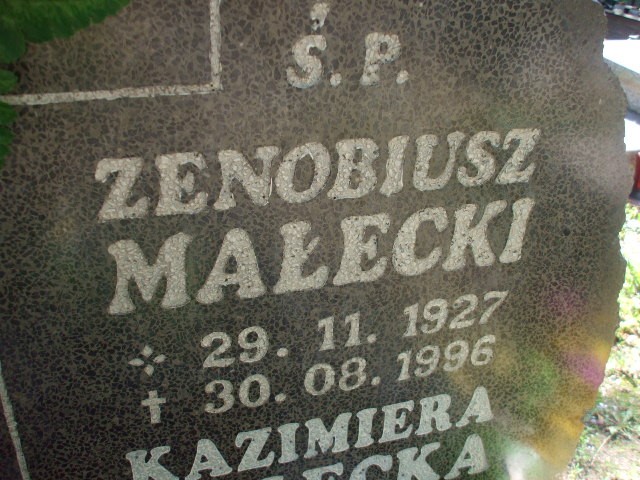 Ś. P.
ZENOBIUSZ
MAŁECKI
29. 11. 1927
30. 08. 1996
KAZIMIERA